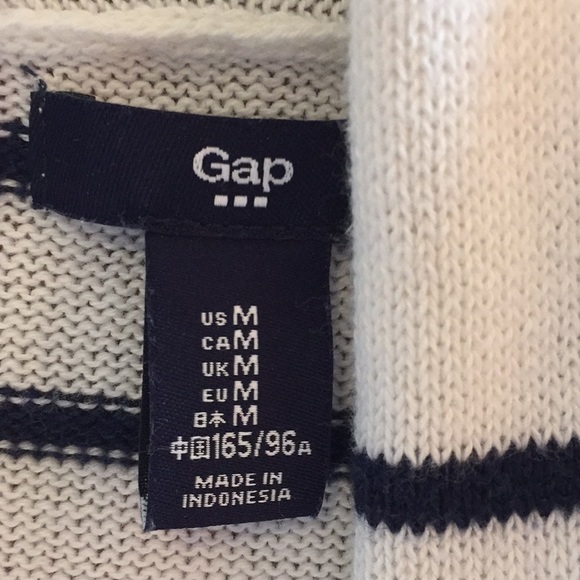 Gap
US M
CA M
UK M
EU M
日本 M
中国165/96A
MADE IN
INDONESIA